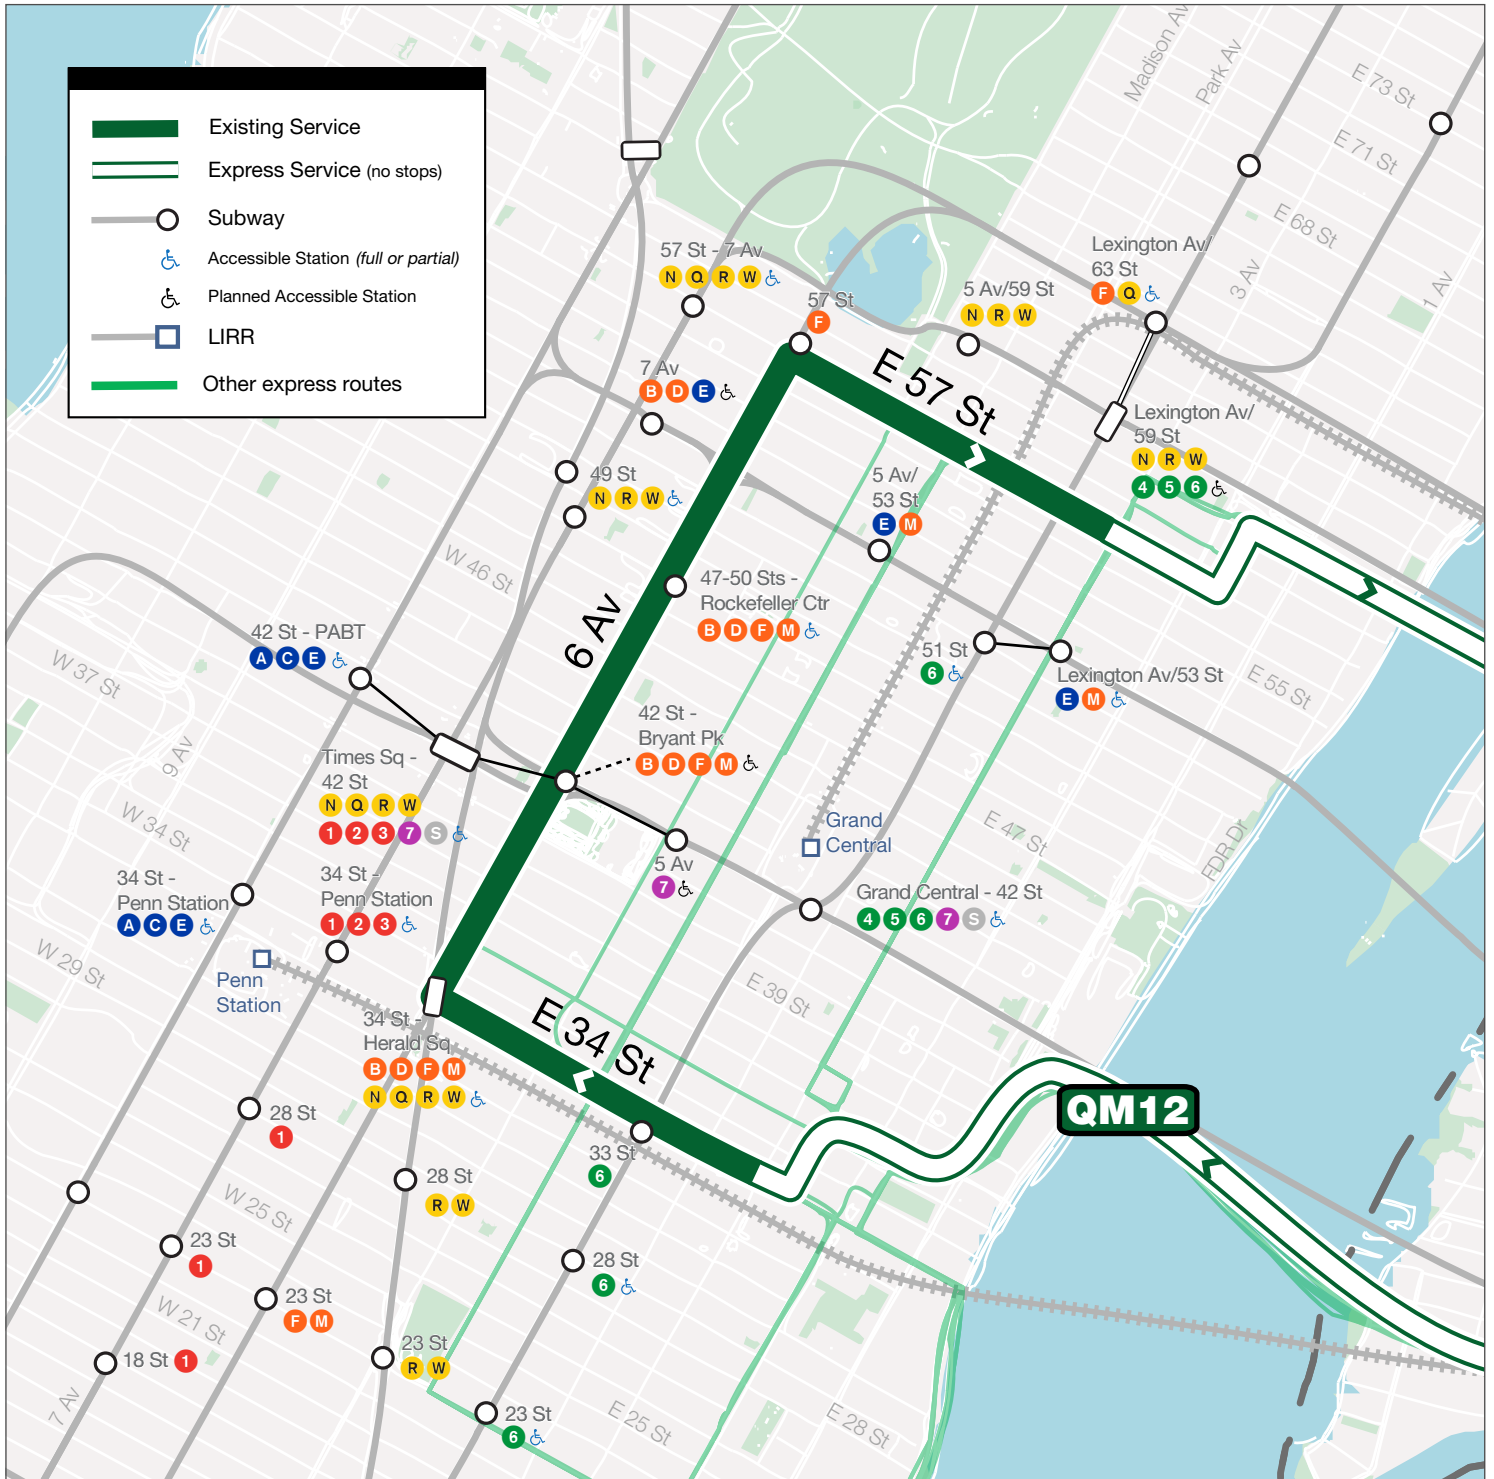 Existing Service
Express Service (no stops)
Subway
Accessible Station (full or partial)
Planned Accessible Station
LIRR
Other express routes
Madison Av
Park Av
E 73 St
E 71 St
E 68 St
3 Av
1 Av
57 St - 7 Av
N Q R W
57 St
F
5 Av/59 St
N R W
Lexington Av/
63 St
F Q
7 Av
B D E
E 57 St
Lexington Av/
59 St
N R W
4 5 6
49 St
N R W
5 Av/
53 St
E M
W 46 St
47-50 Sts -
Rockefeller Ctr
B D F M
6 Av
42 St - PABT
A C E
W 37 St
51 St
6
Lexington Av/53 St
E M
E 55 St
42 St -
Bryant Pk
B D F M
9 Av
Times Sq -
42 St
N Q R W
1 2 3 7 S
W 34 St
Grand
Central
E 47 St
FDR Dr
5 Av
7
34 St -
Penn Station
A C E
34 St -
Penn Station
1 2 3
Grand Central - 42 St
4 5 6 7 S
W 29 St
Penn
Station
E 39 St
34 St -
Herald Sq
B D F M
N Q R W
E 34 St
QM12
28 St
1
33 St
6
28 St
R W
W 25 St
23 St
1
28 St
6
23 St
F M
W 21 St
18 St 1
23 St
R W
7 Av
23 St
6
E 25 St
E 28 St